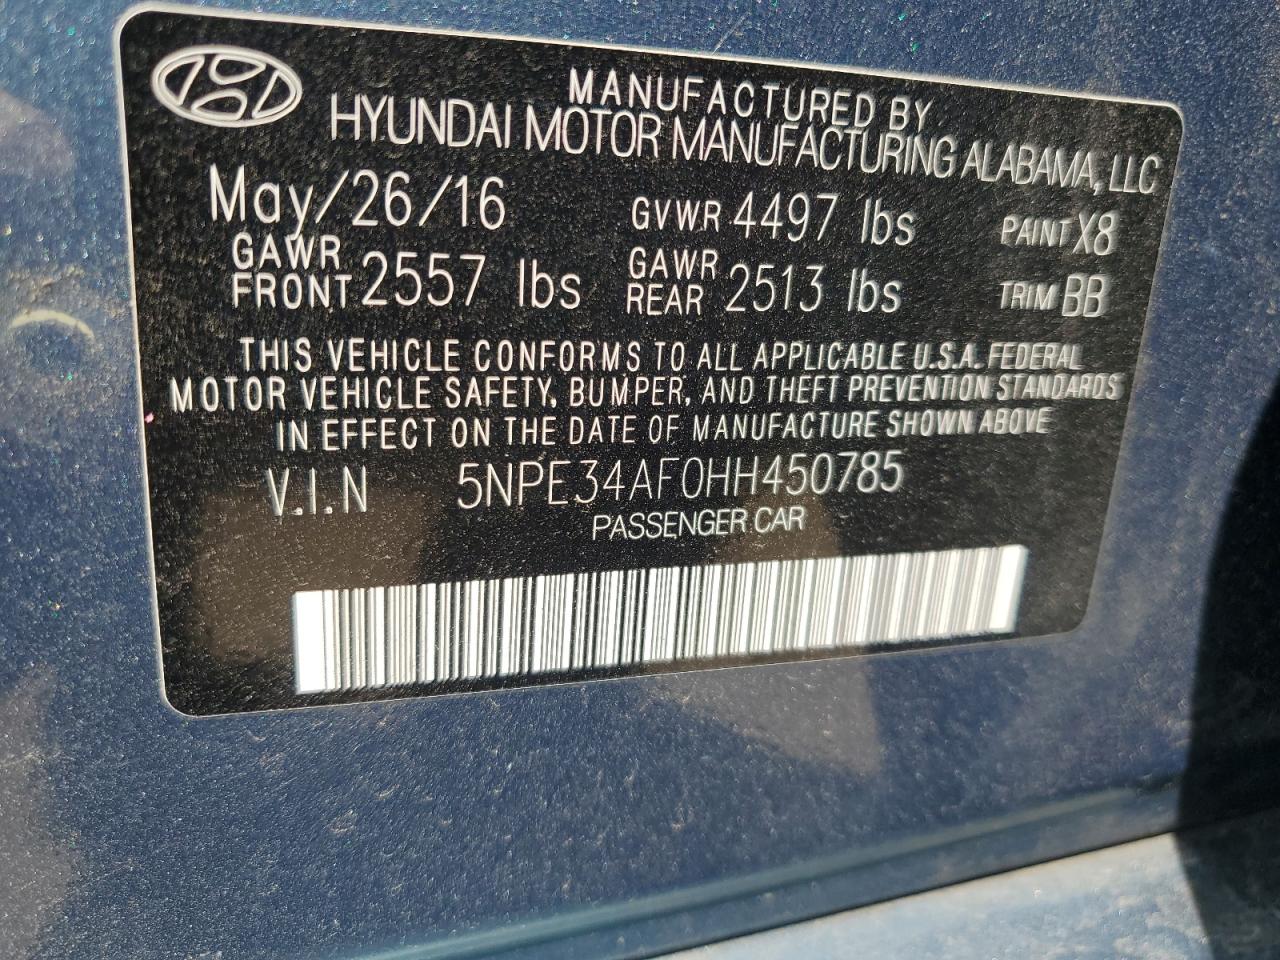 MANUFACTURED BY
HYUNDAI MOTOR MANUFACTURING ALABAMA, LLC
May/26/16 GVWR 4497 lbs PAINT X8
GAWR FRONT 2557 lbs GAWR REAR 2513 lbs TRIM BB
THIS VEHICLE CONFORMS TO ALL APPLICABLE U.S.A. FEDERAL
MOTOR VEHICLE SAFETY, BUMPER, AND THEFT PREVENTION STANDARDS
IN EFFECT ON THE DATE OF MANUFACTURE SHOWN ABOVE
V.I.N 5NPE34AF0HH450785
PASSENGER CAR